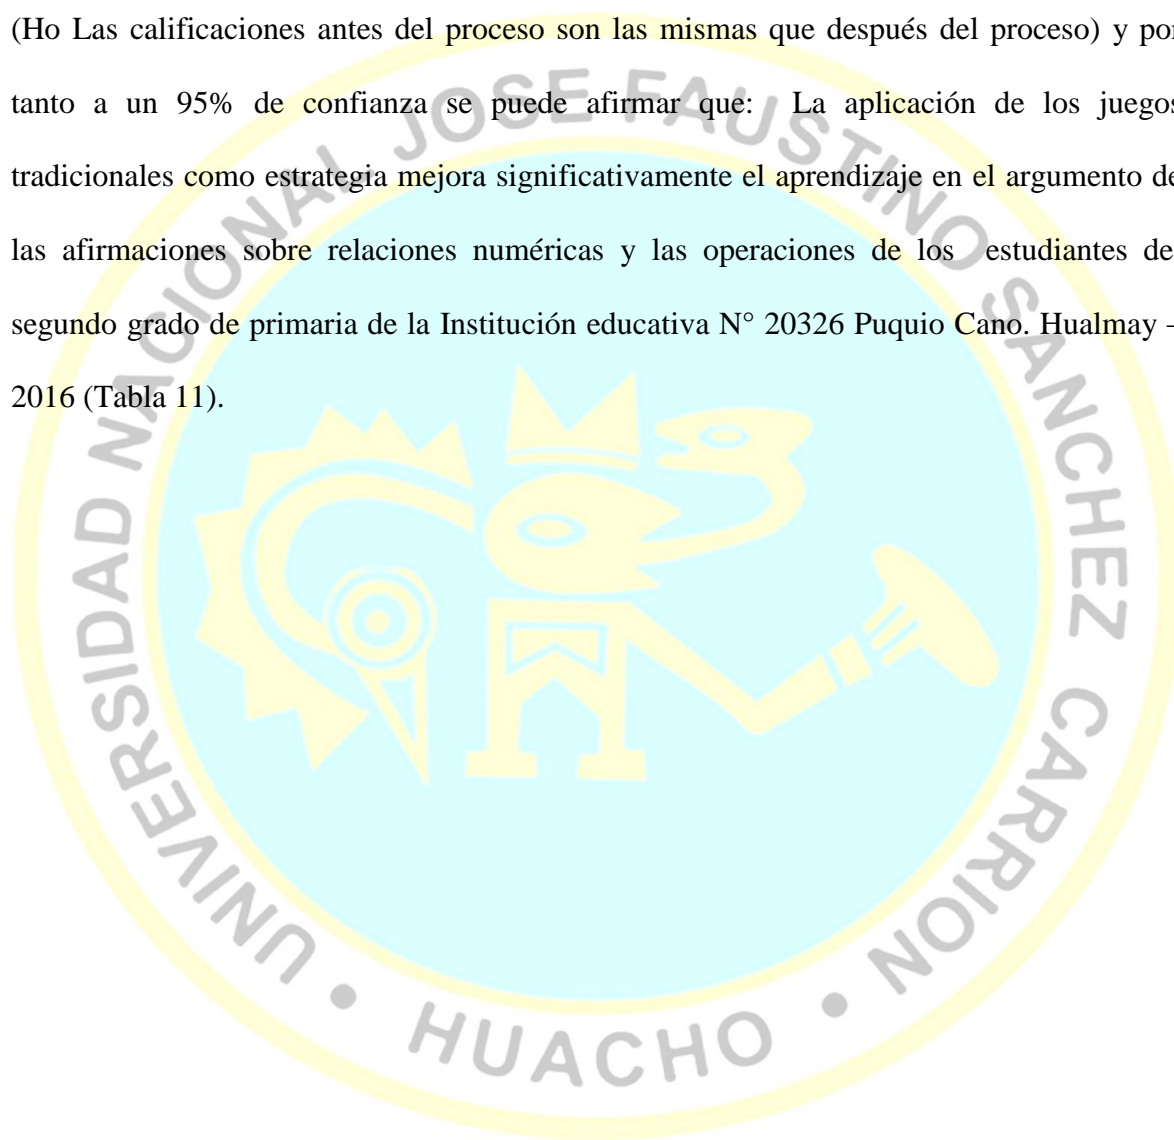 (Ho Las calificaciones antes del proceso son las mismas que después del proceso) y por
tanto a un 95% de confianza se puede afirmar que: La aplicación de los juegos
tradicionales como estrategia mejora significativamente el aprendizaje en el argumento de
las afirmaciones sobre relaciones numéricas y las operaciones de los estudiantes de
segundo grado de primaria de la Institución educativa N° 20326 Puquio Cano. Hualmay –
2016 (Tabla 11).
UNIVERSIDAD NACIONAL JOSE FAUSTINO SANCHEZ CARRION
• HUACHO •